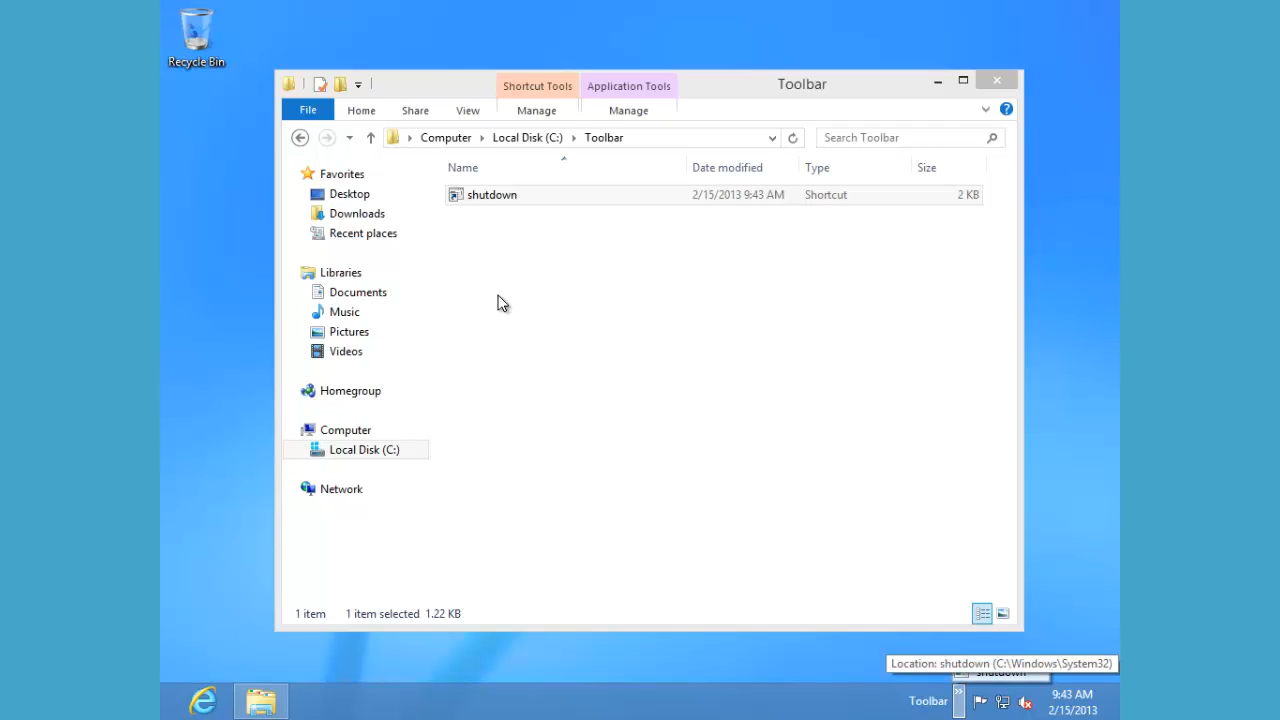 Recycle Bin
Shortcut Tools Application Tools Toolbar
File Home Share View Manage Manage
Computer Local Disk (C:) Toolbar Search Toolbar
Name Date modified Type Size
shutdown 2/15/2013 9:43 AM Shortcut 2 KB
Favorites
Desktop
Downloads
Recent places
Libraries
Documents
Music
Pictures
Videos
Homegroup
Computer
Local Disk (C:)
Network
1 item 1 item selected 1.22 KB
Location: shutdown (C:\Windows\System32)
shutdown
Toolbar
9:43 AM
2/15/2013